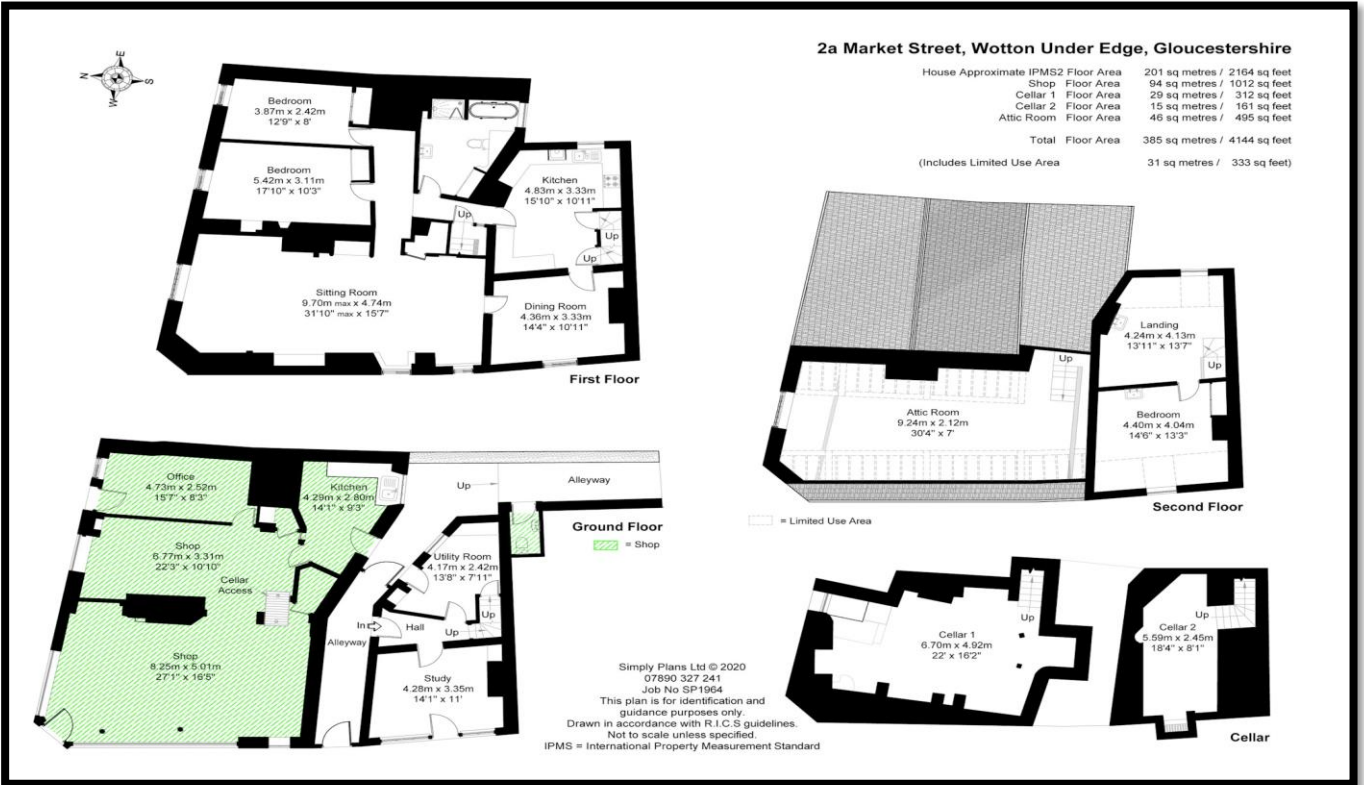 2a Market Street, Wotton Under Edge, Gloucestershire
House Approximate IPMS2 Floor Area 201 sq metres / 2164 sq feet
Shop Floor Area 94 sq metres / 1012 sq feet
Cellar 1 Floor Area 29 sq metres / 312 sq feet
Cellar 2 Floor Area 15 sq metres / 161 sq feet
Attic Room Floor Area 46 sq metres / 495 sq feet
Total Floor Area 385 sq metres / 4144 sq feet
(Includes Limited Use Area 31 sq metres / 333 sq feet)
N
E
S
W
Bedroom
3.87m x 2.42m
12'9" x 8'
Bedroom
5.42m x 3.11m
17'10" x 10'3"
Kitchen
4.83m x 3.33m
15'10" x 10'11"
Up
Up
Up
Sitting Room
9.70m max x 4.74m
31'10" max x 15'7"
Dining Room
4.36m x 3.33m
14'4" x 10'11"
First Floor
Landing
4.24m x 4.13m
13'11" x 13'7"
Up
Up
Attic Room
9.24m x 2.12m
30'4" x 7'
Bedroom
4.40m x 4.04m
14'6" x 13'3"
Second Floor
= Limited Use Area
Office
4.73m x 2.52m
15'7" x 8'3"
Kitchen
4.29m x 2.80m
14'1" x 9'3"
Up
Alleyway
Ground Floor
= Shop
Shop
6.77m x 3.31m
22'3" x 10'10"
Cellar
Access
Utility Room
4.17m x 2.42m
13'8" x 7'11"
Up
In
Hall
Up
Alleyway
Shop
8.25m x 5.01m
27'1" x 16'5"
Study
4.28m x 3.35m
14'1" x 11'
Simply Plans Ltd © 2020
07890 327 241
Job No SP1964
This plan is for identification and
guidance purposes only.
Drawn in accordance with R.I.C.S guidelines.
Not to scale unless specified.
IPMS = International Property Measurement Standard
Up
Cellar 1
6.70m x 4.92m
22' x 16'2"
Up
Cellar 2
5.59m x 2.45m
18'4" x 8'1"
Cellar